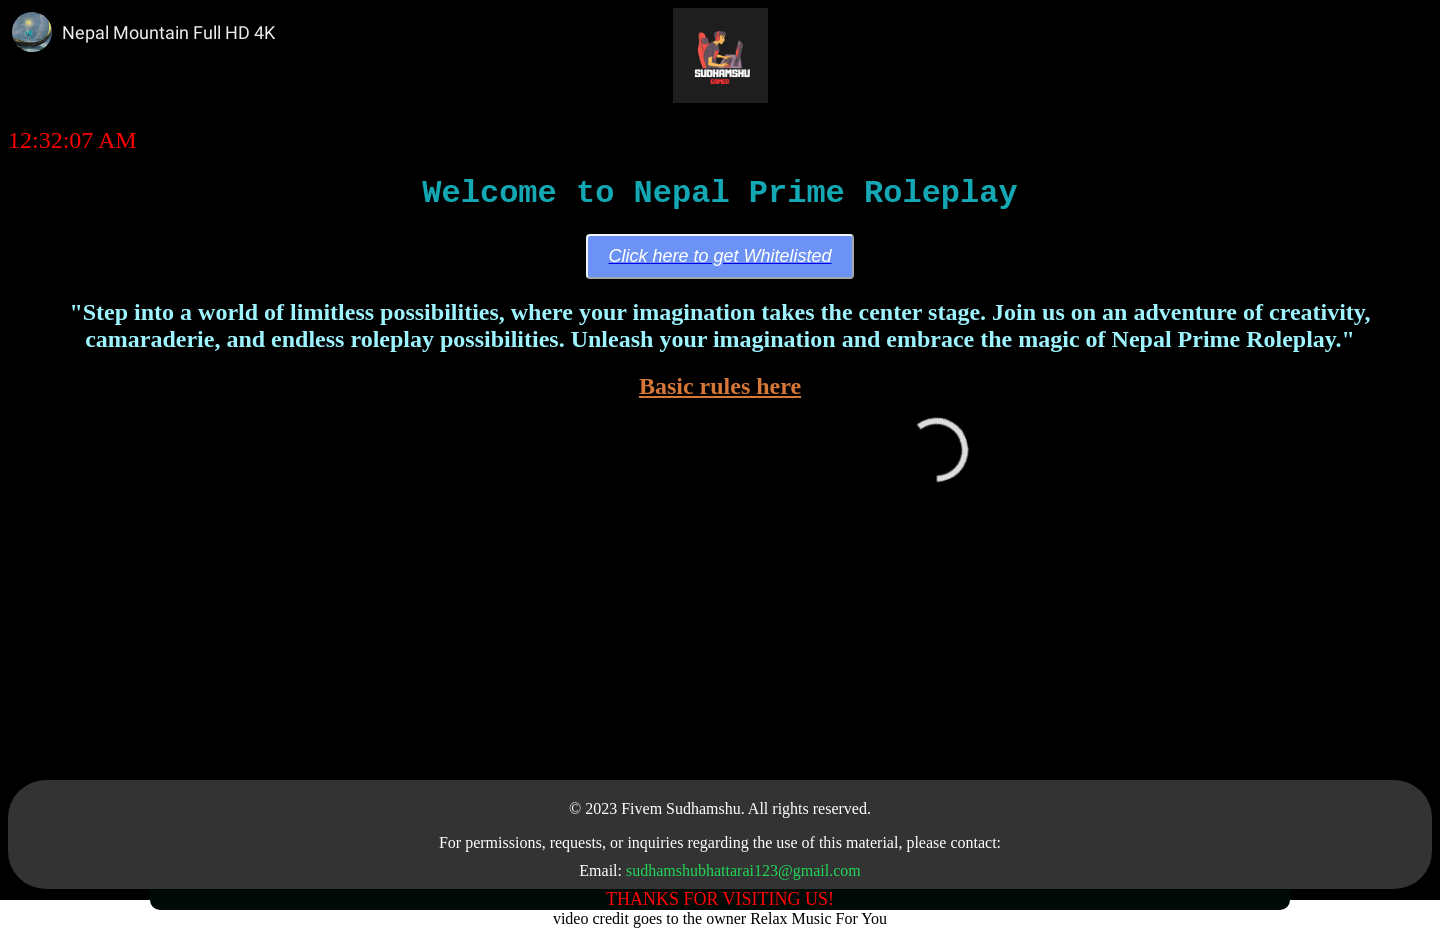 Nepal Mountain Full HD 4K
SUDHAMSHU
GAMER
12:32:07 AM
Welcome to Nepal Prime Roleplay
Click here to get Whitelisted
"Step into a world of limitless possibilities, where your imagination takes the center stage. Join us on an adventure of creativity,
camaraderie, and endless roleplay possibilities. Unleash your imagination and embrace the magic of Nepal Prime Roleplay."
Basic rules here
© 2023 Fivem Sudhamshu. All rights reserved.
For permissions, requests, or inquiries regarding the use of this material, please contact:
Email: sudhamshubhattarai123@gmail.com
THANKS FOR VISITING US!
video credit goes to the owner Relax Music For You